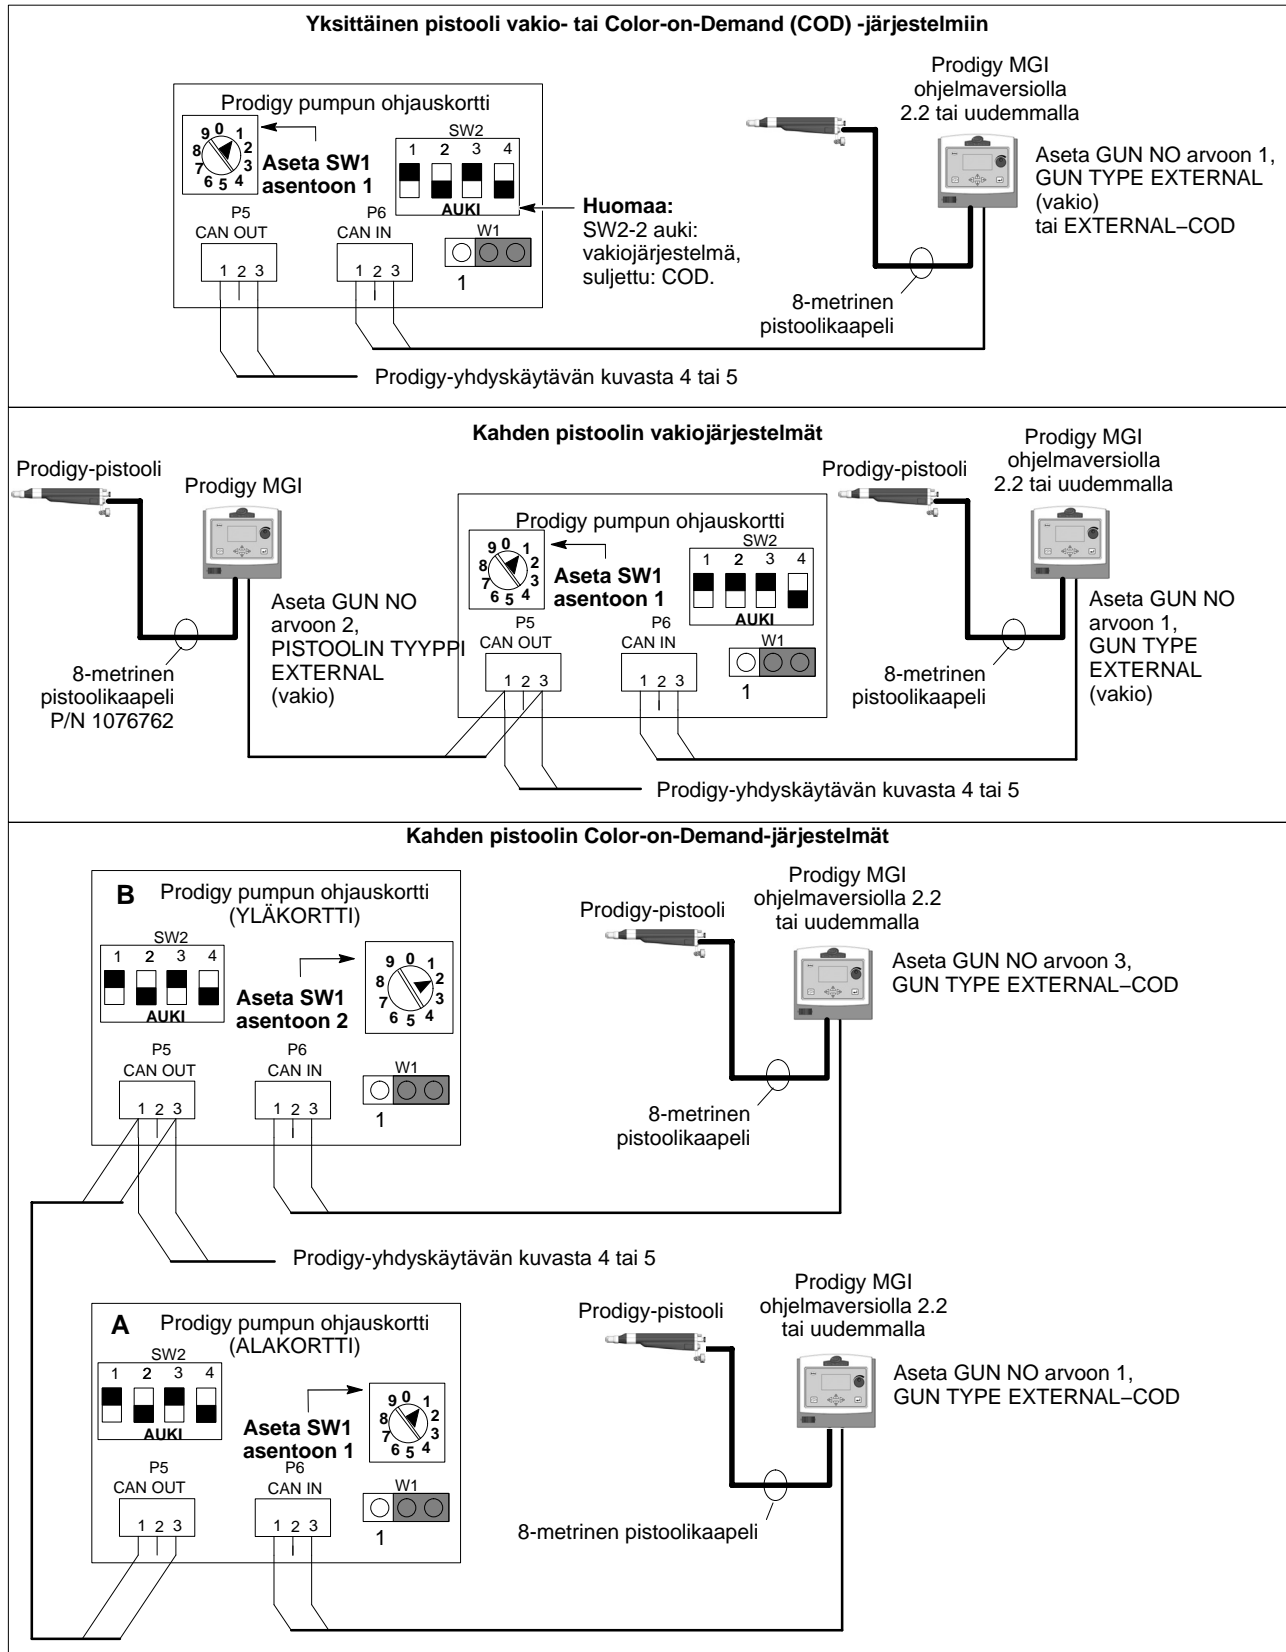 Yksittäinen pistooli vakio- tai Color-on-Demand (COD) -järjestelmiin
Prodigy pumpun ohjauskortti
9 0 1 2 3 4 5 6 7 8
Aseta SW1
asentoon 1
SW2
1 2 3 4
AUKI
P5
CAN OUT
1 2 3
P6
CAN IN
1 2 3
W1
1
Huomaa:
SW2-2 auki:
vakiojärjestelmä,
suljettu: COD.
Prodigy MGI
ohjelmaversiolla
2.2 tai uudemmalla
Aseta GUN NO arvoon 1,
GUN TYPE EXTERNAL
(vakio)
tai EXTERNAL−COD
8-metrinen
pistoolikaapeli
Prodigy-yhdyskäytävän kuvasta 4 tai 5
Kahden pistoolin vakiojärjestelmät
Prodigy-pistooli
Prodigy MGI
Aseta GUN NO
arvoon 2,
PISTOOLIN TYYPPI
EXTERNAL
(vakio)
8-metrinen
pistoolikaapeli
P/N 1076762
Prodigy pumpun ohjauskortti
9 0 1 2 3 4 5 6 7 8
Aseta SW1
asentoon 1
SW2
1 2 3 4
AUKI
P5
CAN OUT
1 2 3
P6
CAN IN
1 2 3
W1
1
Prodigy-pistooli
Prodigy MGI
ohjelmaversiolla
2.2 tai uudemmalla
Aseta GUN NO
arvoon 1,
GUN TYPE
EXTERNAL
(vakio)
8-metrinen
pistoolikaapeli
Prodigy-yhdyskäytävän kuvasta 4 tai 5
Kahden pistoolin Color-on-Demand-järjestelmät
B
Prodigy pumpun ohjauskortti
(YLÄKORTTI)
SW2
1 2 3 4
AUKI
Aseta SW1
asentoon 2
9 0 1 2 3 4 5 6 7 8
P5
CAN OUT
1 2 3
P6
CAN IN
1 2 3
W1
1
Prodigy-pistooli
Prodigy MGI
ohjelmaversiolla 2.2
tai uudemmalla
Aseta GUN NO arvoon 3,
GUN TYPE EXTERNAL−COD
8-metrinen
pistoolikaapeli
Prodigy-yhdyskäytävän kuvasta 4 tai 5
A
Prodigy pumpun ohjauskortti
(ALAKORTTI)
SW2
1 2 3 4
AUKI
Aseta SW1
asentoon 1
9 0 1 2 3 4 5 6 7 8
P5
CAN OUT
1 2 3
P6
CAN IN
1 2 3
W1
1
Prodigy-pistooli
Prodigy MGI
ohjelmaversiolla 2.2
tai uudemmalla
Aseta GUN NO arvoon 1,
GUN TYPE EXTERNAL−COD
8-metrinen pistoolikaapeli